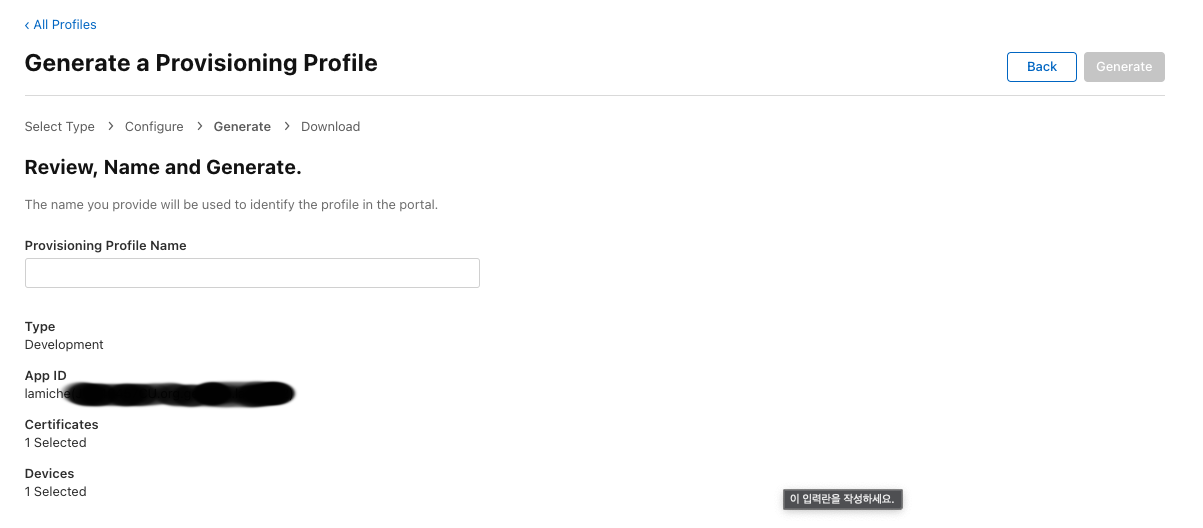 ‹ All Profiles
Generate a Provisioning Profile
Back
Generate
Select Type > Configure > Generate > Download
Review, Name and Generate.
The name you provide will be used to identify the profile in the portal.
Provisioning Profile Name
Type
Development
App ID
lamiche
Certificates
1 Selected
Devices
1 Selected
이 입력란을 작성하세요.